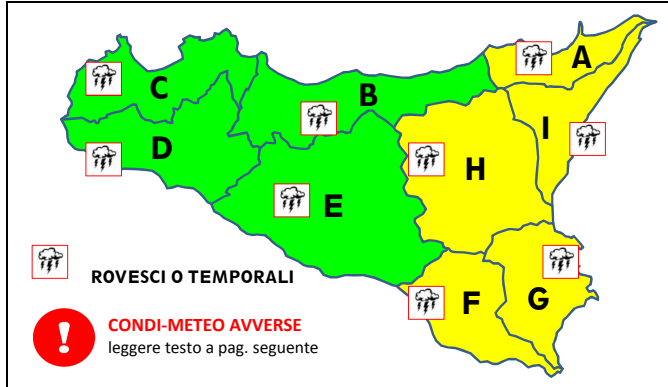 A
C
B
I
D
H
E
ROVESCI O TEMPORALI
F
G
!
CONDI-METEO AVVERSE
leggere testo a pag. seguente